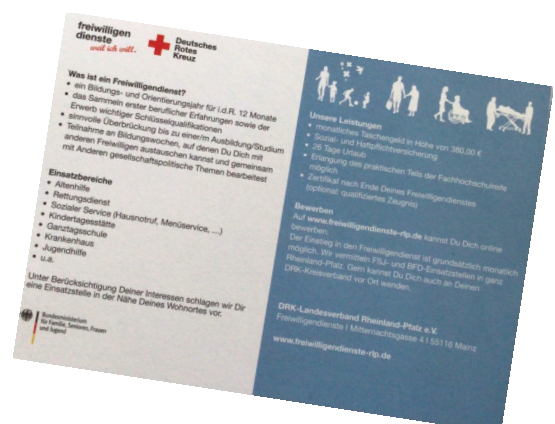 freiwilligen
dienste
weil ich will.
Deutsches
Rotes
Kreuz
Was ist ein Freiwilligendienst?
• ein Bildungs- und Orientierungsjahr für i.d.R. 12 Monate
• das Sammeln erster beruflicher Erfahrungen sowie der
Erwerb wichtiger Schlüsselqualifikationen
• sinnvolle Überbrückung bis zu einer/m Ausbildung/Studium
• Teilnahme an Bildungswochen, auf denen Du Dich mit
anderen Freiwilligen austauschen kannst und gemeinsam
mit Anderen gesellschaftspolitische Themen bearbeitest
Einsatzbereiche
• Altenhilfe
• Rettungsdienst
• Sozialer Service (Hausnotruf, Menüservice, ...)
• Kindertagesstätte
• Ganztagsschule
• Krankenhaus
• Jugendhilfe
• u.a.
Unter Berücksichtigung Deiner Interessen schlagen wir Dir
eine Einsatzstelle in der Nähe Deines Wohnortes vor.
Bundesministerium
für Familie, Senioren, Frauen
und Jugend
Unsere Leistungen
• monatliches Taschengeld in Höhe von 380,00 €
• Sozial- und Haftpflichtversicherung
• 26 Tage Urlaub
• Erlangung des praktischen Teils der Fachhochschulreife
möglich
• Zertifikat nach Ende Deines Freiwilligendienstes
(optional: qualifiziertes Zeugnis)
Bewerben
Auf www.freiwilligendienste-rlp.de kannst Du Dich online
bewerben.
Der Einstieg in den Freiwilligendienst ist grundsätzlich monatlich
möglich. Wir vermitteln FSJ- und BFD-Einsatzstellen in ganz
Rheinland-Pfalz. Gern kannst Du Dich auch an Deinen
DRK-Kreisverband vor Ort wenden.
DRK-Landesverband Rheinland-Pfalz e.V.
Freiwilligendienste I Mitternachtsgasse 4 I 55116 Mainz
www.freiwilligendienste-rlp.de